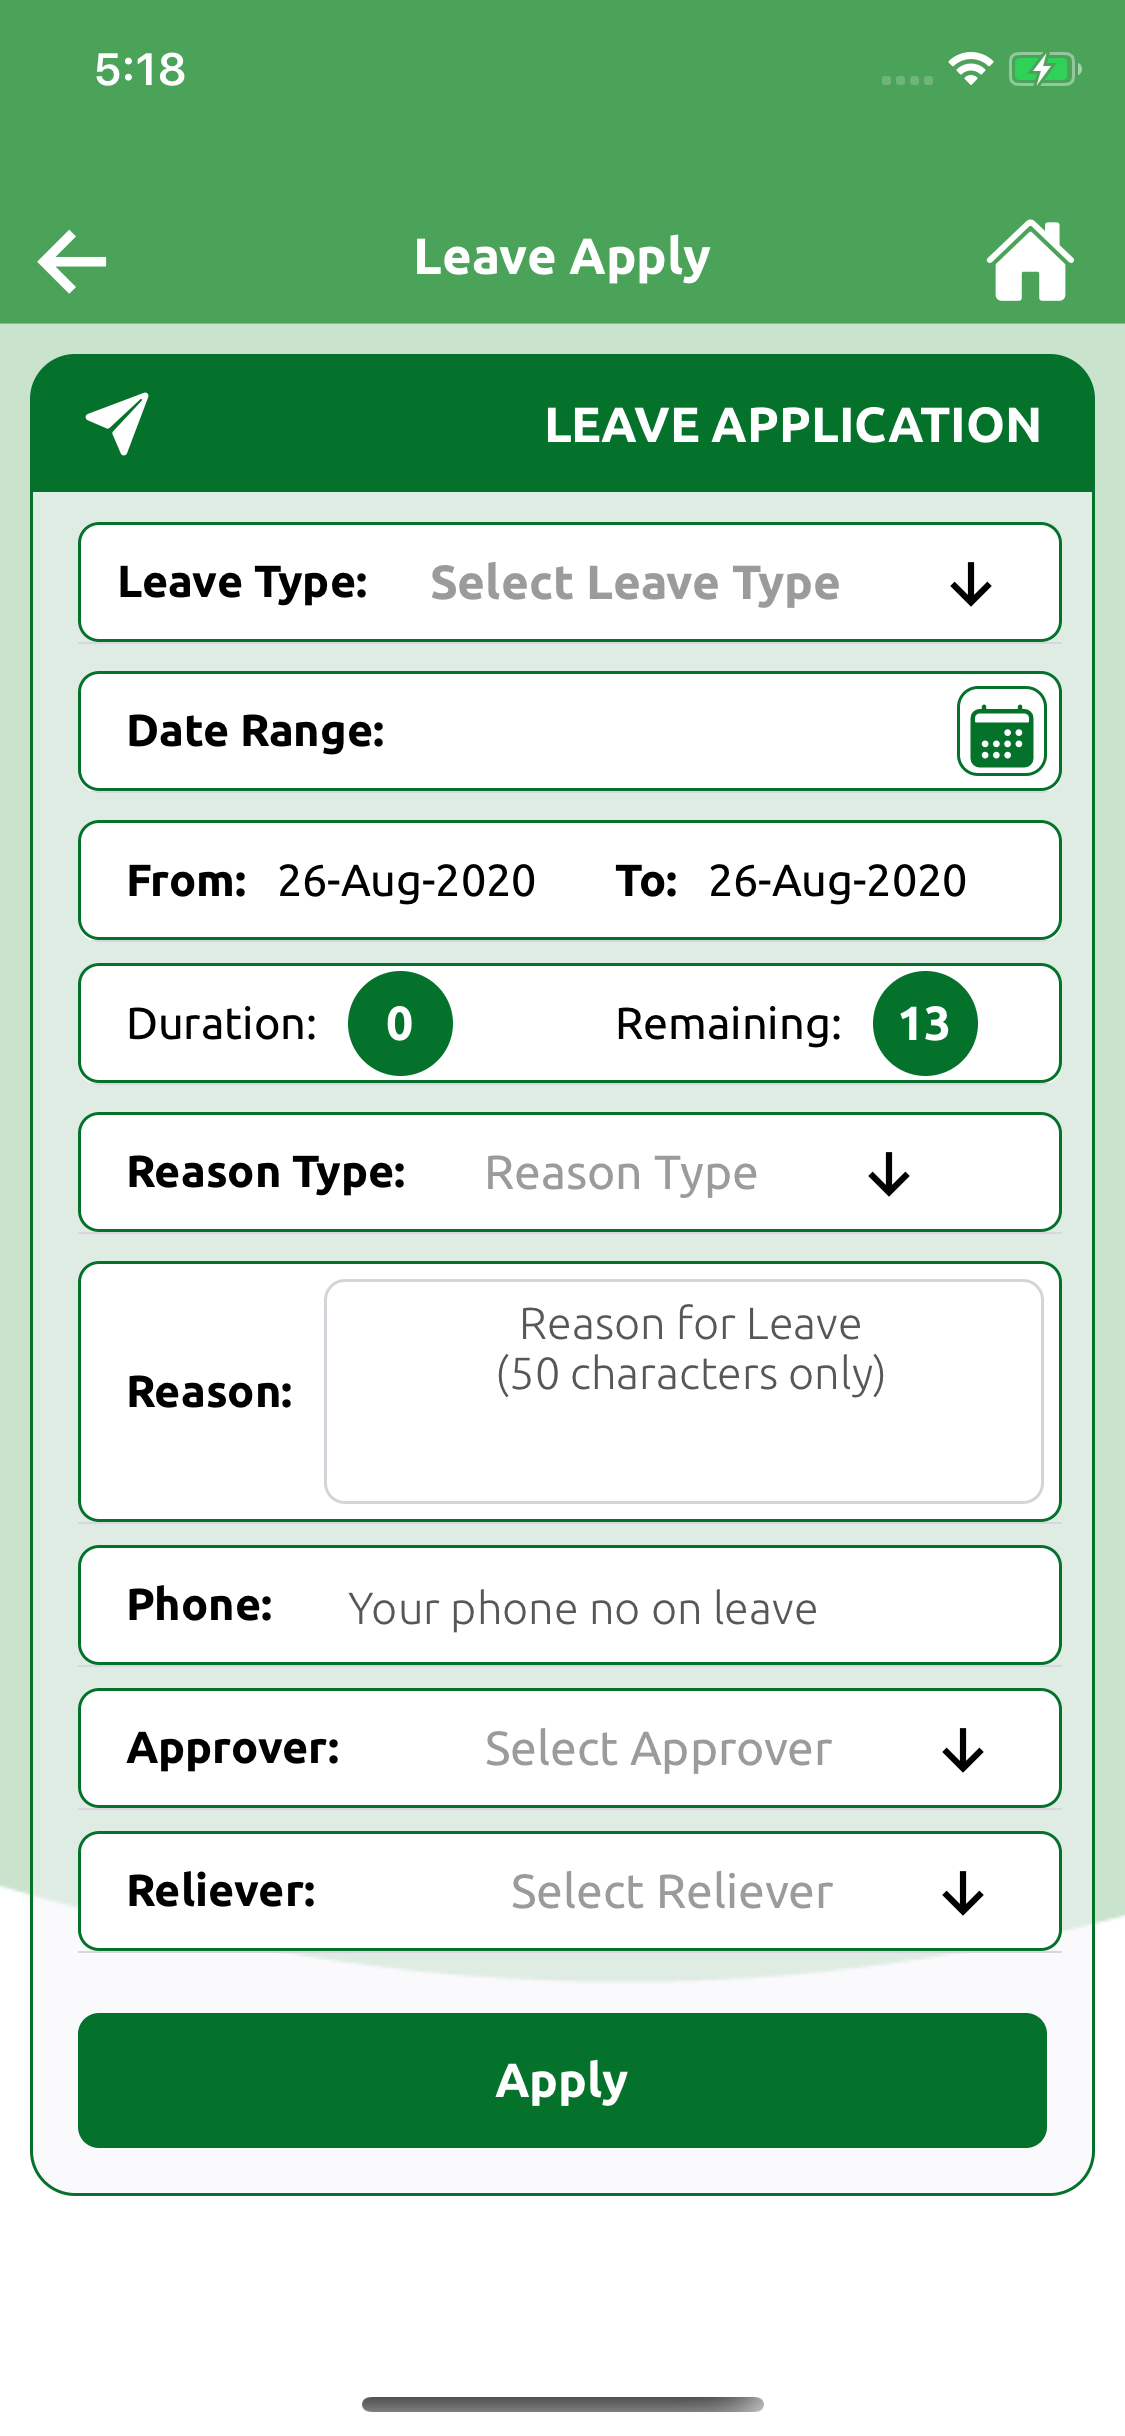 5:18
Leave Apply
LEAVE APPLICATION
Leave Type: Select Leave Type
Date Range:
From: 26-Aug-2020 To: 26-Aug-2020
Duration: 0 Remaining: 13
Reason Type: Reason Type
Reason: Reason for Leave
(50 characters only)
Phone: Your phone no on leave
Approver: Select Approver
Reliever: Select Reliever
Apply